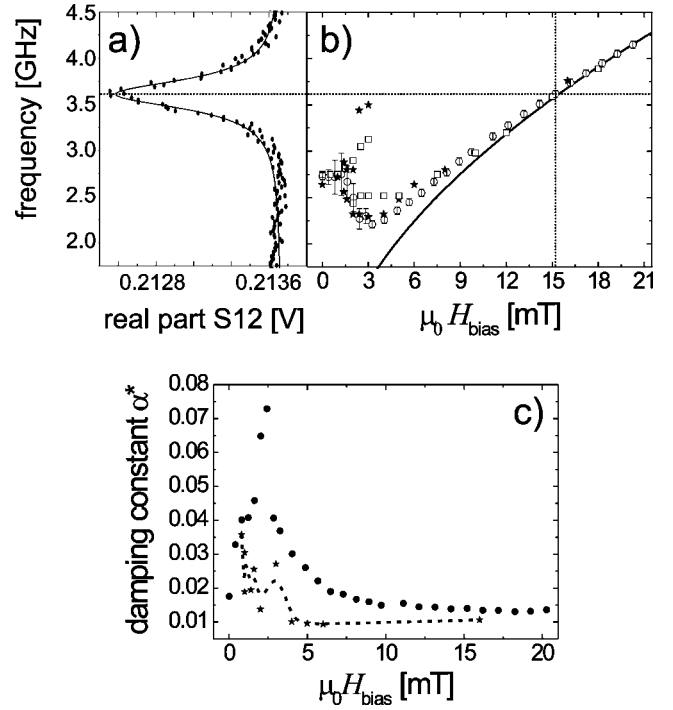 a)
b)
4.5
4.0
3.5
3.0
2.5
2.0
frequency [GHz]
0.2128 0.2136
0 3 6 9 12 15 18 21
real part S12 [V]
μ₀ H_bias [mT]
c)
0.08
0.07
0.06
0.05
0.04
0.03
0.02
0.01
damping constant α*
0 5 10 15 20
μ₀H_bias [mT]